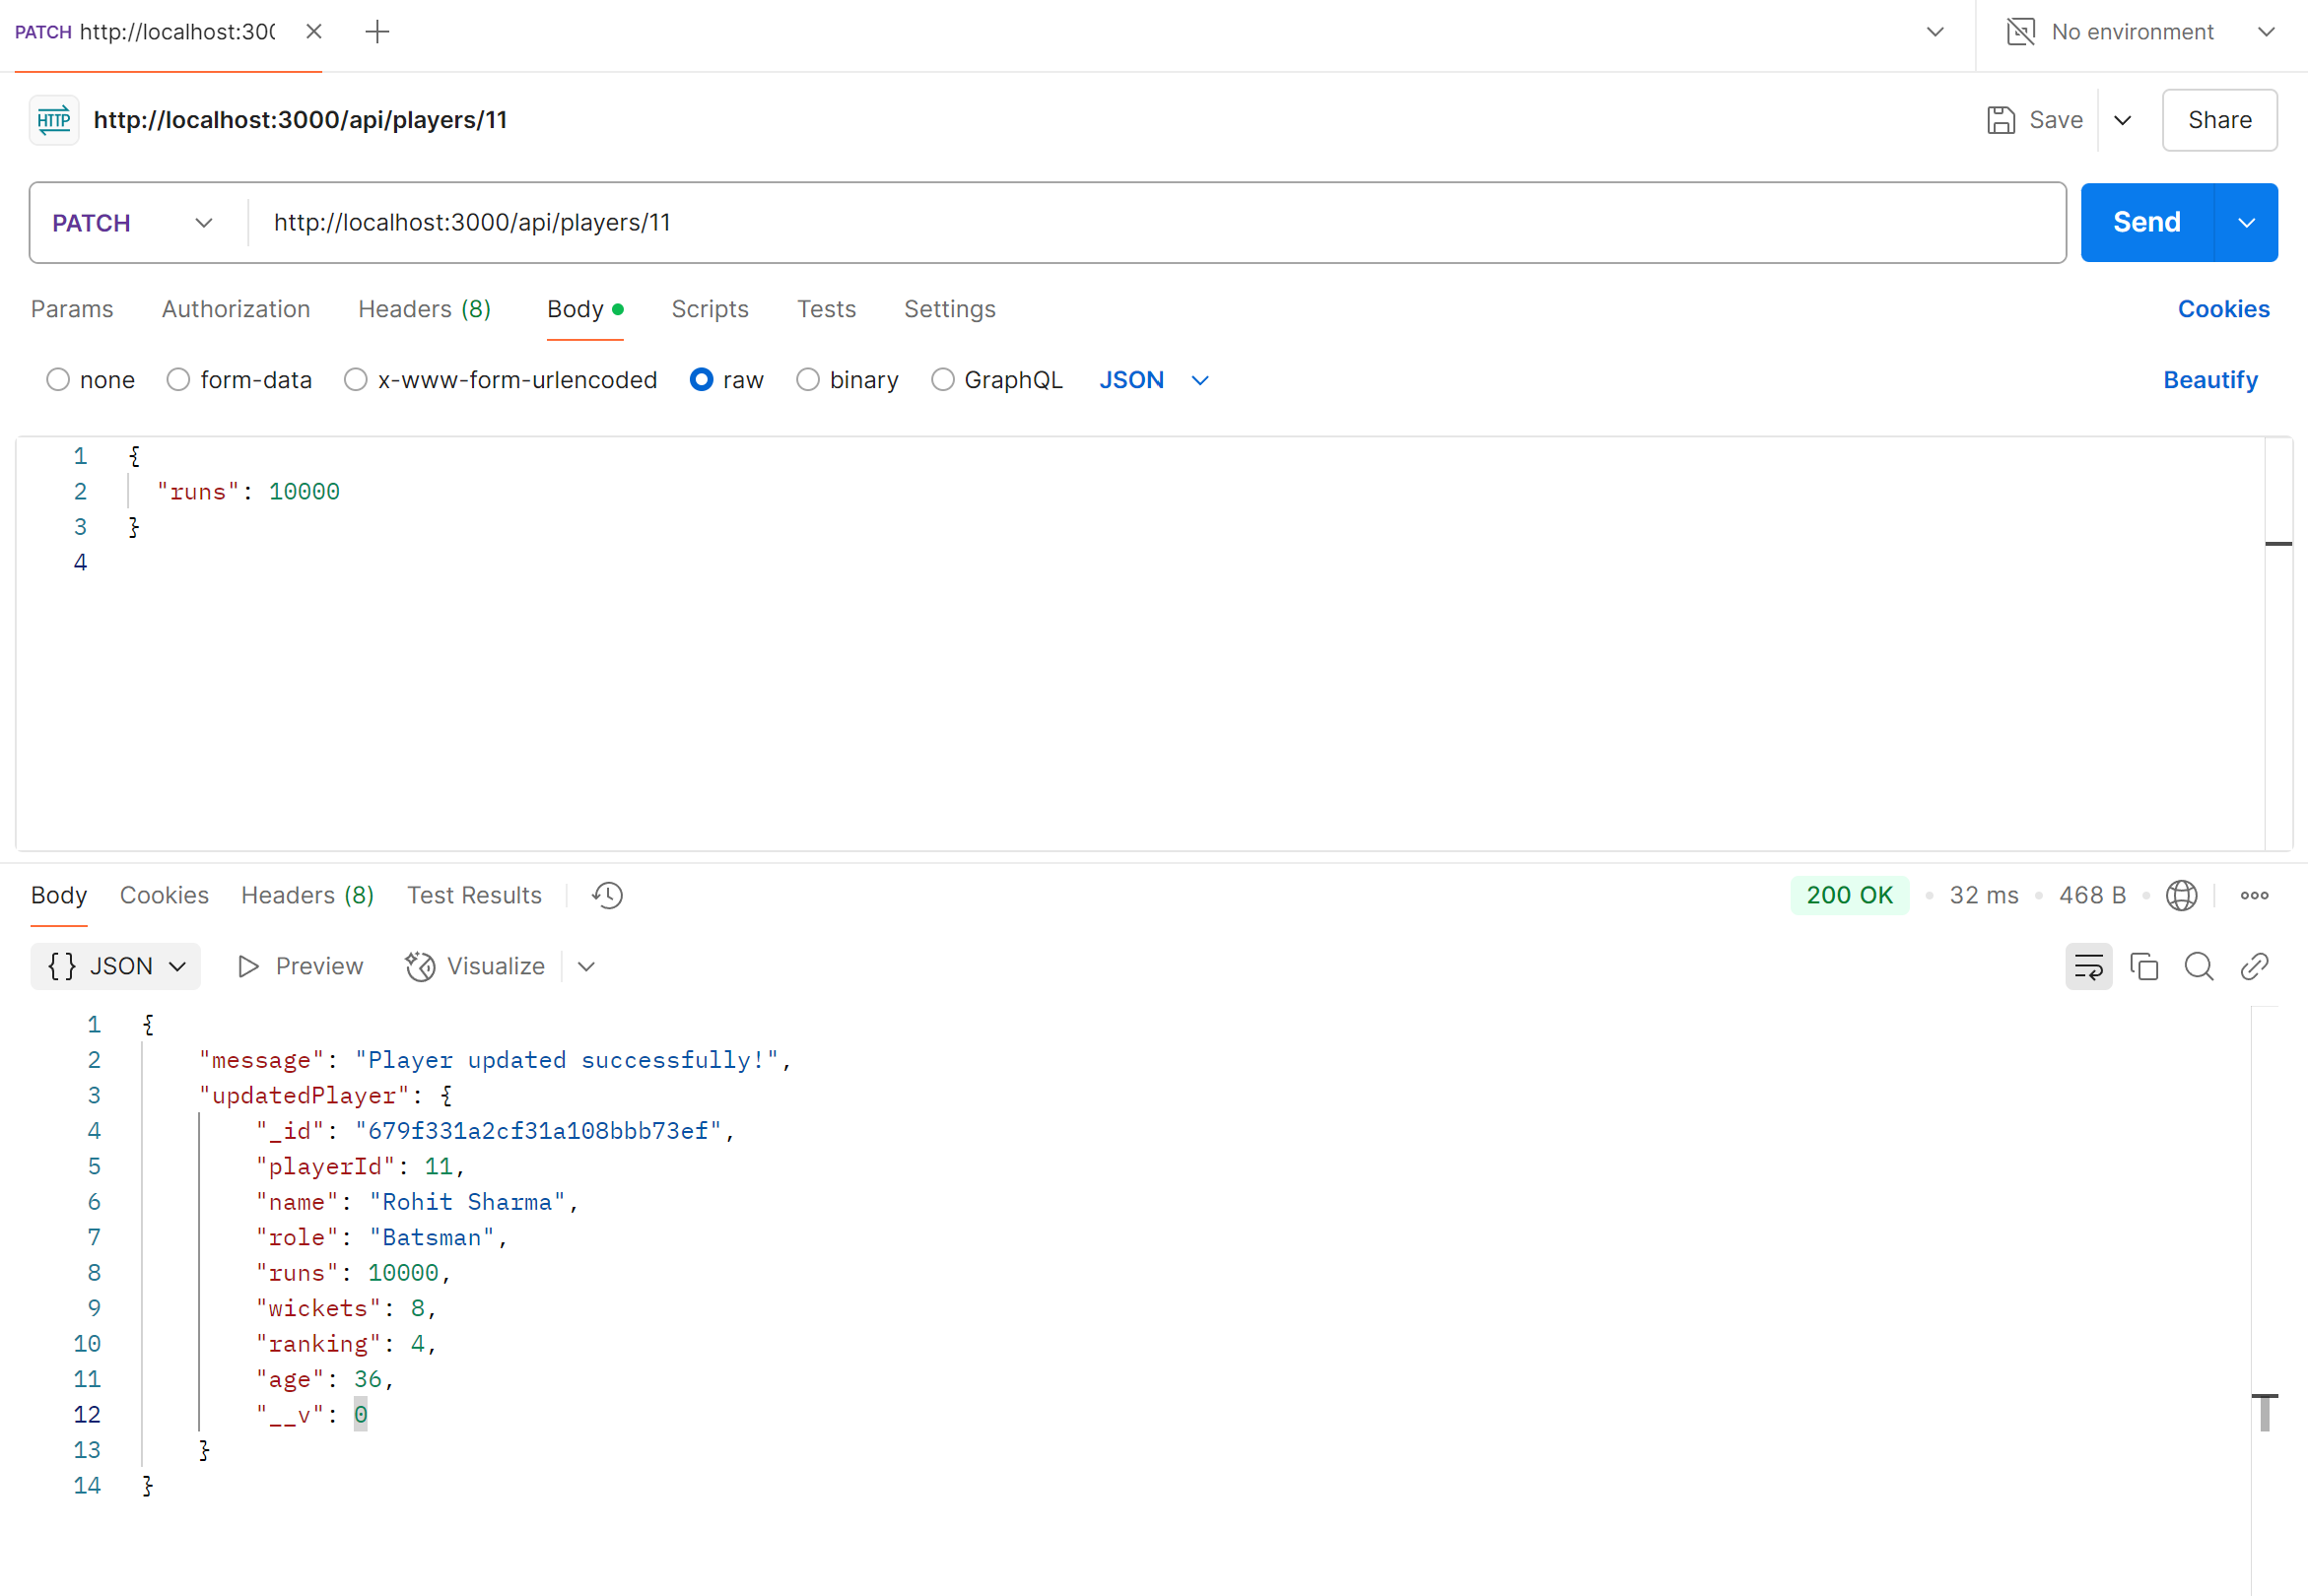 PATCH http://localhost:300
No environment
HTTP http://localhost:3000/api/players/11
Save
Share
PATCH http://localhost:3000/api/players/11
Send
Params Authorization Headers (8) Body Scripts Tests Settings Cookies
none form-data x-www-form-urlencoded raw binary GraphQL JSON Beautify
1 {
2 "runs": 10000
3 }
4
Body Cookies Headers (8) Test Results 200 OK 32 ms 468 B
{} JSON Preview Visualize
1 {
2 "message": "Player updated successfully!",
3 "updatedPlayer": {
4 "_id": "679f331a2cf31a108bbb73ef",
5 "playerId": 11,
6 "name": "Rohit Sharma",
7 "role": "Batsman",
8 "runs": 10000,
9 "wickets": 8,
10 "ranking": 4,
11 "age": 36,
12 "__v": 0
13 }
14 }